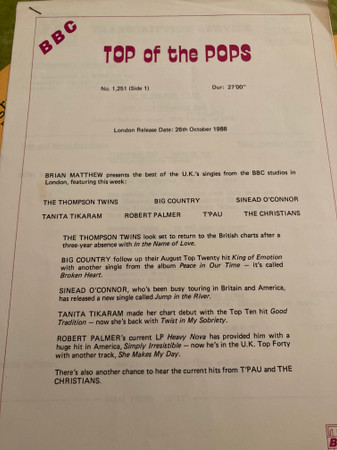 BBC
TOP of the POPS
No. 1,251 (Side 1) Dur: 27'00"
London Release Date: 26th October 1988
BRIAN MATTHEW presents the best of the U.K.'s singles from the BBC studios in
London, featuring this week:
THE THOMPSON TWINS BIG COUNTRY SINEAD O'CONNOR
TANITA TIKARAM ROBERT PALMER T'PAU THE CHRISTIANS
THE THOMPSON TWINS look set to return to the British charts after a
three-year absence with In the Name of Love.
BIG COUNTRY follow up their August Top Twenty hit King of Emotion
with another single from the album Peace in Our Time — it's called
Broken Heart.
SINEAD O'CONNOR, who's been busy touring in Britain and America,
has released a new single called Jump in the River.
TANITA TIKARAM made her chart debut with the Top Ten hit Good
Tradition — now she's back with Twist in My Sobriety.
ROBERT PALMER's current LP Heavy Nova has provided him with a
huge hit in America, Simply Irresistible — now he's in the U.K. Top Forty
with another track, She Makes My Day.
There's also another chance to hear the current hits from T'PAU and THE
CHRISTIANS.